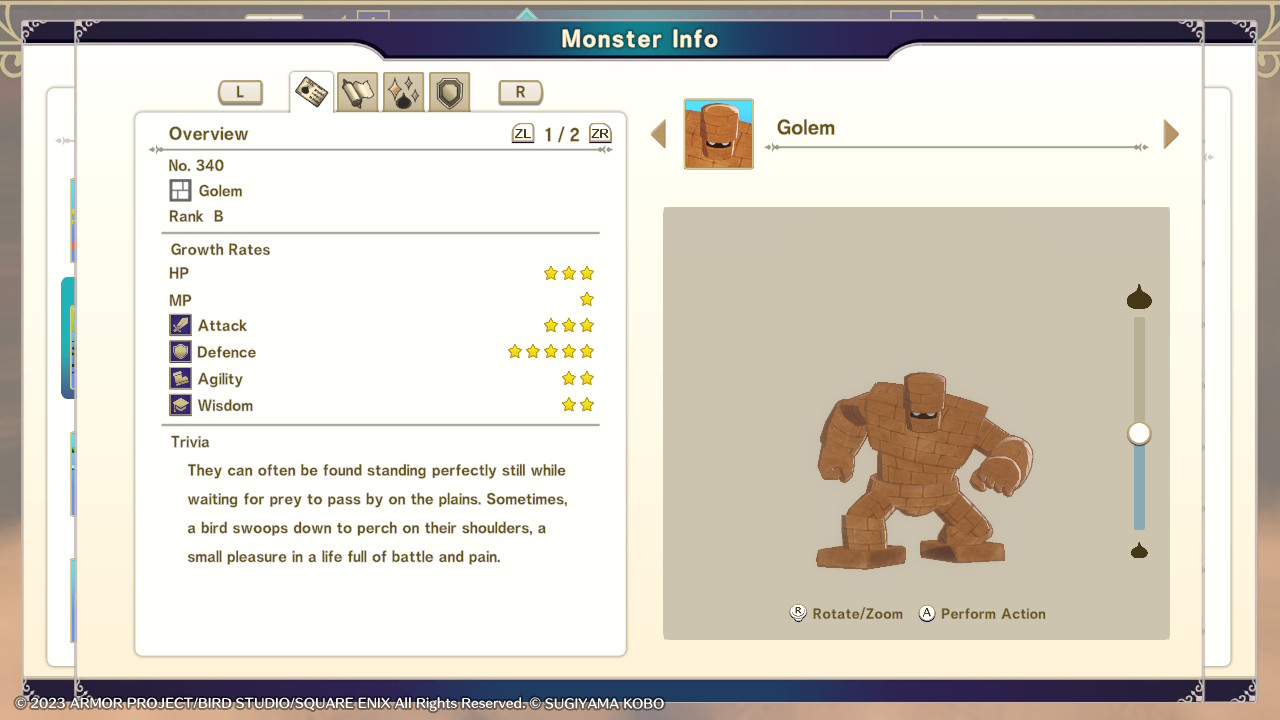 Monster Info
L
R
Overview
ZL 1 / 2 ZR
No. 340
Golem
Rank B
Growth Rates
HP
MP
Attack
Defence
Agility
Wisdom
Trivia
They can often be found standing perfectly still while
waiting for prey to pass by on the plains. Sometimes,
a bird swoops down to perch on their shoulders, a
small pleasure in a life full of battle and pain.
Golem
R Rotate/Zoom A Perform Action
© 2023 ARMOR PROJECT/BIRD STUDIO/SQUARE ENIX All Rights Reserved. © SUGIYAMA KOBO